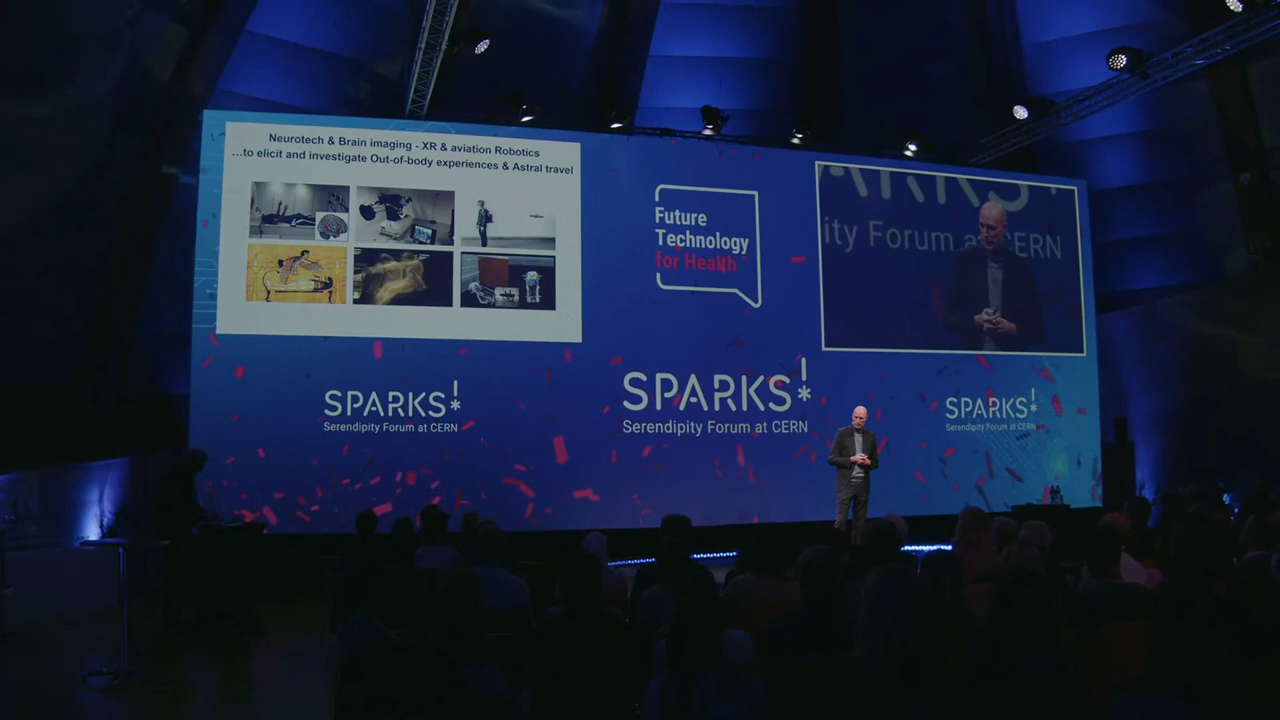 Neurotech & Brain imaging - XR & aviation Robotics
...to elicit and investigate Out-of-body experiences & Astral travel
Future
Technology
for Health
ARKS!
ity Forum at CERN
SPARKS!
Serendipity Forum at CERN
SPARKS!
Serendipity Forum at CERN
SPARKS!
Serendipity Forum at CERN